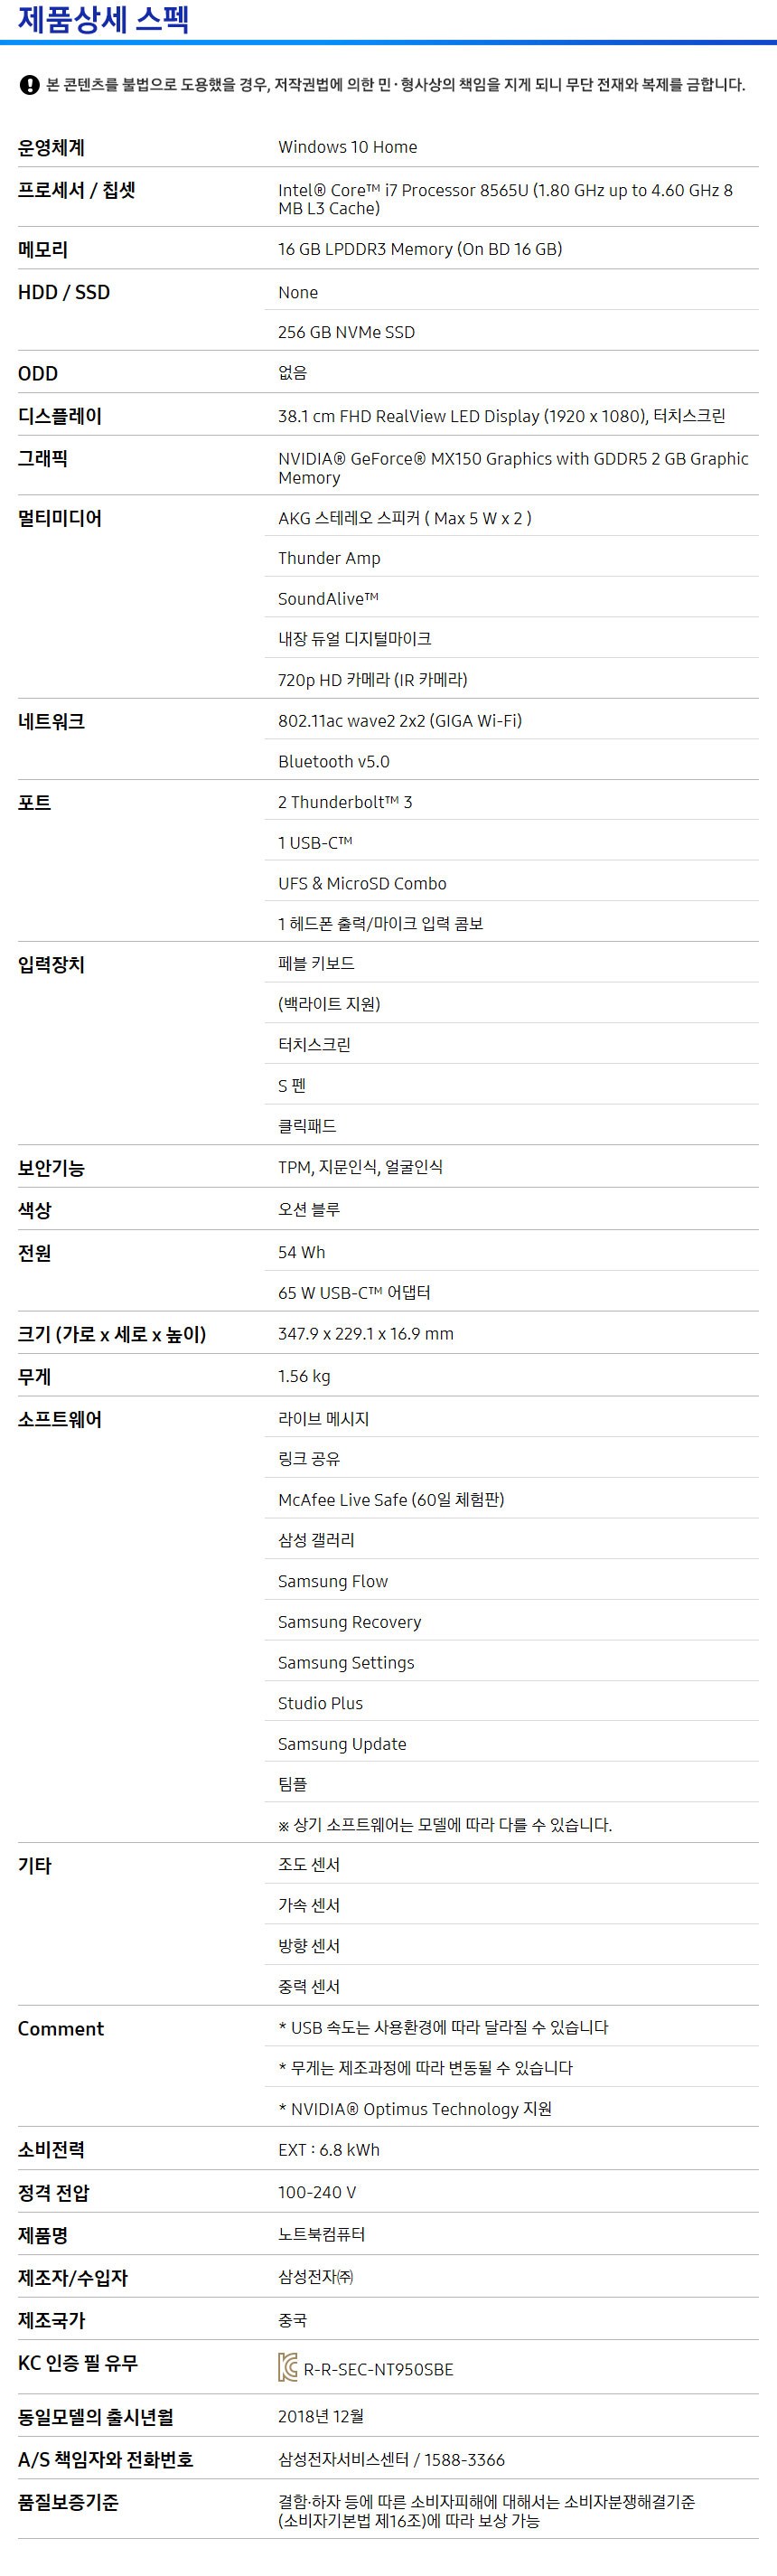 제품상세 스펙
본 콘텐츠를 불법으로 도용했을 경우, 저작권법에 의한 민·형사상의 책임을 지게 되니 무단 전재와 복제를 금합니다.
운영체계 Windows 10 Home
프로세서 / 칩셋 Intel® Core™ i7 Processor 8565U (1.80 GHz up to 4.60 GHz 8
MB L3 Cache)
메모리 16 GB LPDDR3 Memory (On BD 16 GB)
HDD / SSD None
256 GB NVMe SSD
ODD 없음
디스플레이 38.1 cm FHD RealView LED Display (1920 x 1080), 터치스크린
그래픽 NVIDIA® GeForce® MX150 Graphics with GDDR5 2 GB Graphic
Memory
멀티미디어 AKG 스테레오 스피커 ( Max 5 W x 2 )
Thunder Amp
SoundAlive™
내장 듀얼 디지털마이크
720p HD 카메라 (IR 카메라)
네트워크 802.11ac wave2 2x2 (GIGA Wi-Fi)
Bluetooth v5.0
포트 2 Thunderbolt™ 3
1 USB-C™
UFS & MicroSD Combo
1 헤드폰 출력/마이크 입력 콤보
입력장치 페블 키보드
(백라이트 지원)
터치스크린
S 펜
클릭패드
보안기능 TPM, 지문인식, 얼굴인식
색상 오션 블루
전원 54 Wh
65 W USB-C™ 어댑터
크기 (가로 x 세로 x 높이) 347.9 x 229.1 x 16.9 mm
무게 1.56 kg
소프트웨어 라이브 메시지
링크 공유
McAfee Live Safe (60일 체험판)
삼성 갤러리
Samsung Flow
Samsung Recovery
Samsung Settings
Studio Plus
Samsung Update
팀플
※ 상기 소프트웨어는 모델에 따라 다를 수 있습니다.
기타 조도 센서
가속 센서
방향 센서
중력 센서
Comment * USB 속도는 사용환경에 따라 달라질 수 있습니다
* 무게는 제조과정에 따라 변동될 수 있습니다
* NVIDIA® Optimus Technology 지원
소비전력 EXT : 6.8 kWh
정격 전압 100-240 V
제품명 노트북컴퓨터
제조자/수입자 삼성전자㈜
제조국가 중국
KC 인증 필 유무 R-R-SEC-NT950SBE
동일모델의 출시년월 2018년 12월
A/S 책임자와 전화번호 삼성전자서비스센터 / 1588-3366
품질보증기준 결함·하자 등에 따른 소비자피해에 대해서는 소비자분쟁해결기준
(소비자기본법 제16조)에 따라 보상 가능